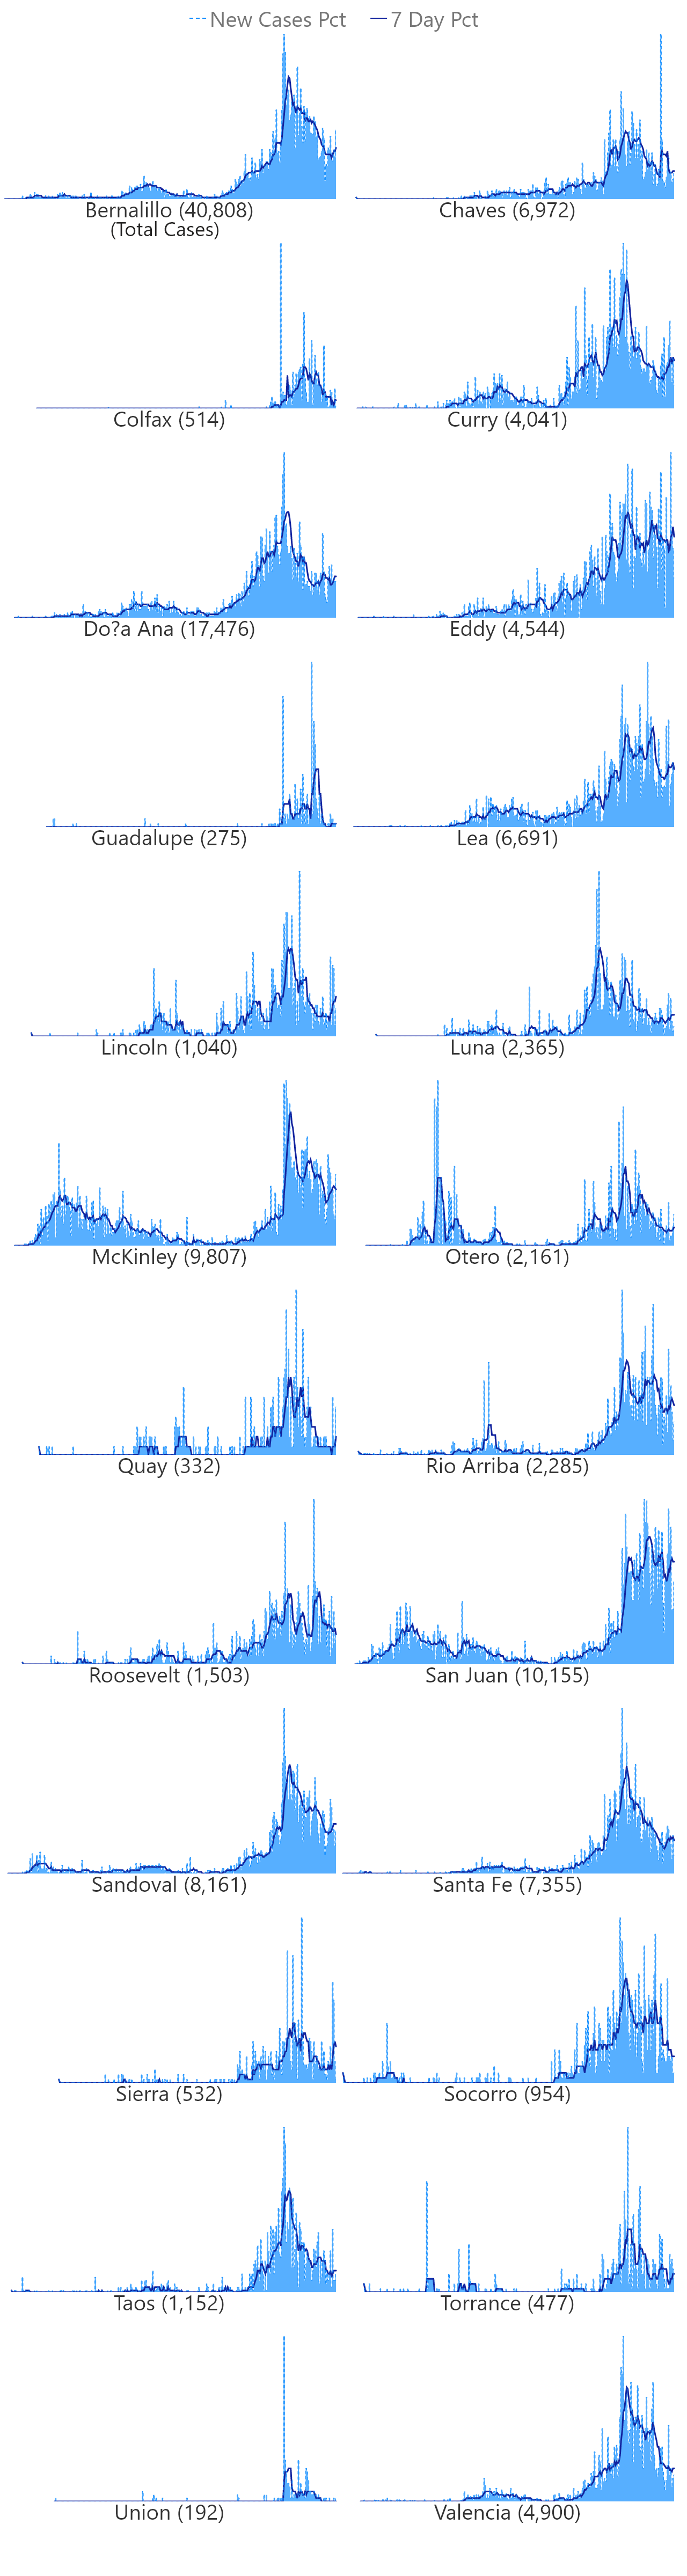 New Cases Pct 7 Day Pct
Bernalillo (40,808) Chaves (6,972)
(Total Cases)
Colfax (514) Curry (4,041)
Do?a Ana (17,476) Eddy (4,544)
Guadalupe (275) Lea (6,691)
Lincoln (1,040) Luna (2,365)
McKinley (9,807) Otero (2,161)
Quay (332) Rio Arriba (2,285)
Roosevelt (1,503) San Juan (10,155)
Sandoval (8,161) Santa Fe (7,355)
Sierra (532) Socorro (954)
Taos (1,152) Torrance (477)
Union (192) Valencia (4,900)